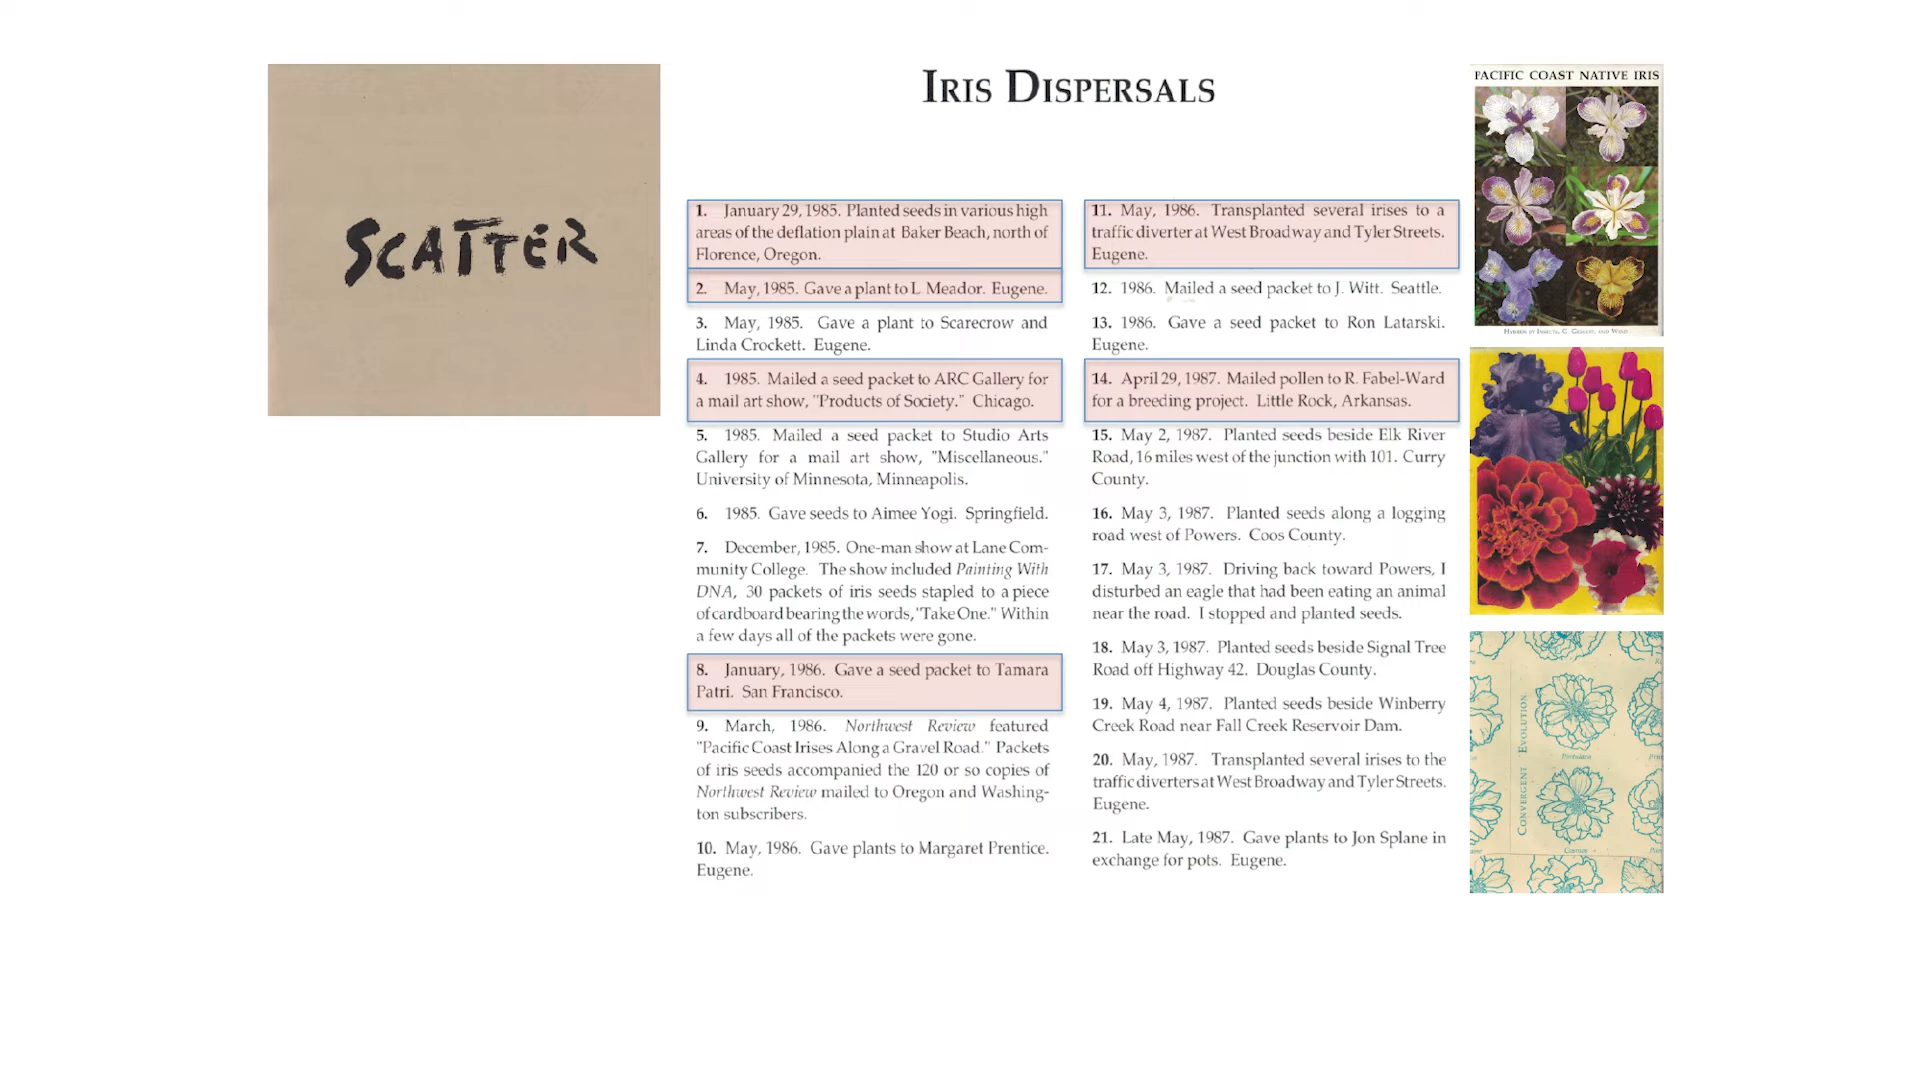 SCATTER
IRIS DISPERSALS
1. January 29, 1985. Planted seeds in various high
areas of the deflation plain at Baker Beach, north of
Florence, Oregon.
2. May, 1985. Gave a plant to L Meador. Eugene.
3. May, 1985. Gave a plant to Scarecrow and
Linda Crockett. Eugene.
4. 1985. Mailed a seed packet to ARC Gallery for
a mail art show, "Products of Society." Chicago.
5. 1985. Mailed a seed packet to Studio Arts
Gallery for a mail art show, "Miscellaneous."
University of Minnesota, Minneapolis.
6. 1985. Gave seeds to Aimee Yogi. Springfield.
7. December, 1985. One-man show at Lane Com-
munity College. The show included Painting With
DNA, 30 packets of iris seeds stapled to a piece
of cardboard bearing the words, "Take One." Within
a few days all of the packets were gone.
8. January, 1986. Gave a seed packet to Tamara
Patri. San Francisco.
9. March, 1986. Northwest Review featured
"Pacific Coast Irises Along a Gravel Road." Packets
of iris seeds accompanied the 120 or so copies of
Northwest Review mailed to Oregon and Washing-
ton subscribers.
10. May, 1986. Gave plants to Margaret Prentice.
Eugene.
11. May, 1986. Transplanted several irises to a
traffic diverter at West Broadway and Tyler Streets.
Eugene.
12. 1986. Mailed a seed packet to J. Witt. Seattle.
13. 1986. Gave a seed packet to Ron Latarski.
Eugene.
14. April 29, 1987. Mailed pollen to R. Fabel-Ward
for a breeding project. Little Rock, Arkansas.
15. May 2, 1987. Planted seeds beside Elk River
Road, 16 miles west of the junction with 101. Curry
County.
16. May 3, 1987. Planted seeds along a logging
road west of Powers. Coos County.
17. May 3, 1987. Driving back toward Powers, I
disturbed an eagle that had been eating an animal
near the road. I stopped and planted seeds.
18. May 3, 1987. Planted seeds beside Signal Tree
Road off Highway 42. Douglas County.
19. May 4, 1987. Planted seeds beside Winberry
Creek Road near Fall Creek Reservoir Dam.
20. May, 1987. Transplanted several irises to the
traffic diverters at West Broadway and Tyler Streets.
Eugene.
21. Late May, 1987. Gave plants to Jon Splane in
exchange for pots. Eugene.
PACIFIC COAST NATIVE IRIS
CONVERGENT EVOLUTION
Cosmos